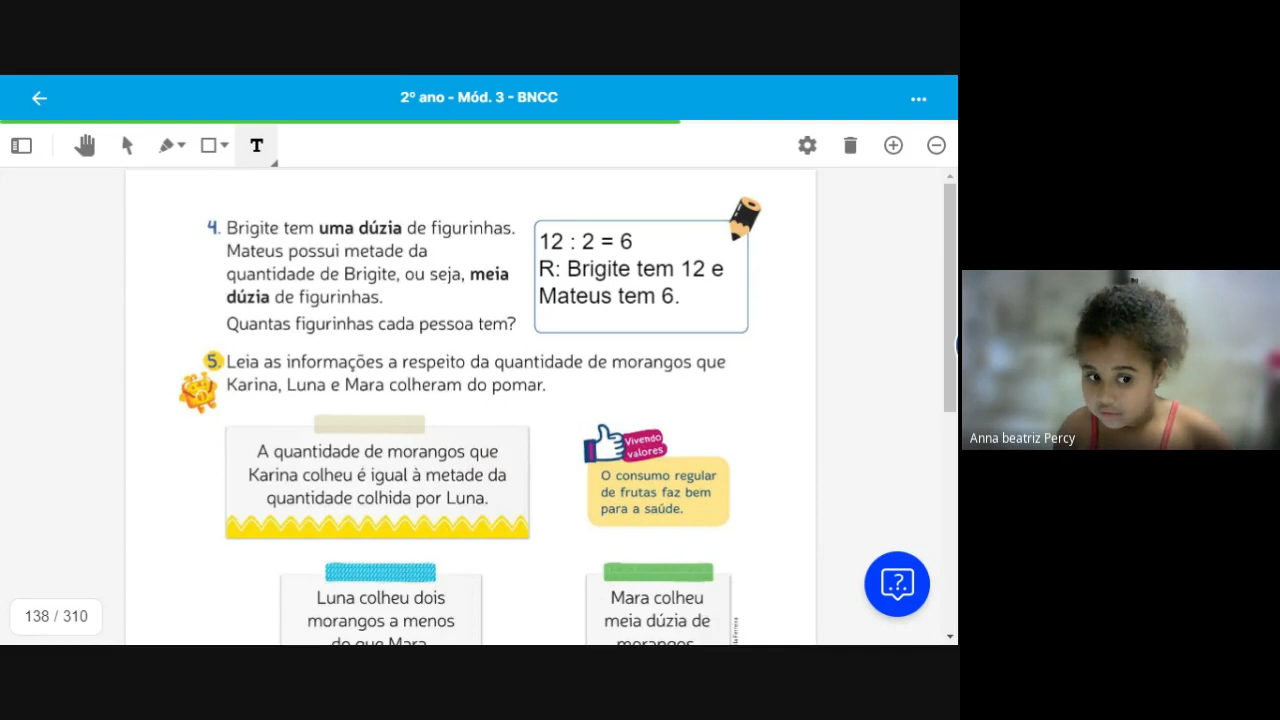 2º ano - Mód. 3 - BNCC
T
4. Brigite tem uma dúzia de figurinhas.
Mateus possui metade da
quantidade de Brigite, ou seja, meia
dúzia de figurinhas.
Quantas figurinhas cada pessoa tem?
12 : 2 = 6
R: Brigite tem 12 e
Mateus tem 6.
5. Leia as informações a respeito da quantidade de morangos que
Karina, Luna e Mara colheram do pomar.
A quantidade de morangos que
Karina colheu é igual à metade da
quantidade colhida por Luna.
Vivendo
valores
O consumo regular
de frutas faz bem
para a saúde.
Luna colheu dois
morangos a menos
do que Mara.
Mara colheu
meia dúzia de
morangos.
138 / 310
Anna beatriz Percy